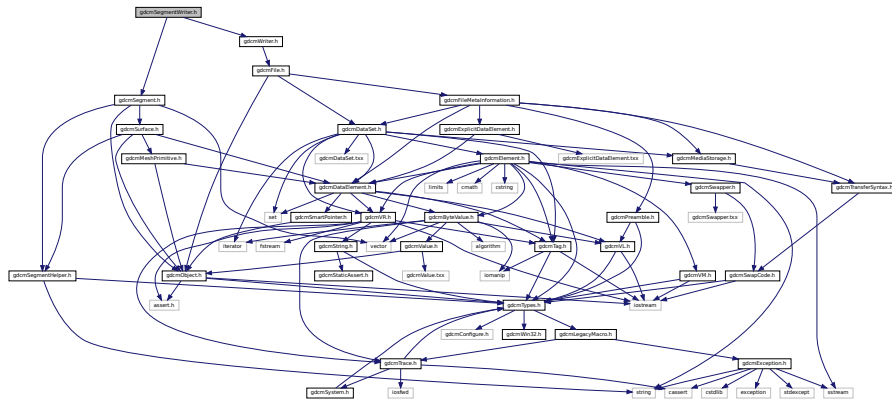 gdcmSegmentWriter.h
gdcmWriter.h
gdcmFile.h
gdcmSegment.h
gdcmFileMetaInformation.h
gdcmSurface.h
gdcmDataSet.h
gdcmExplicitDataElement.h
gdcmMeshPrimitive.h
gdcmDataSet.txx
gdcmElement.h
gdcmExplicitDataElement.txx
gdcmMediaStorage.h
gdcmDataElement.h
limits
cmath
cstring
gdcmSwapper.h
gdcmTransferSyntax.h
set
gdcmSmartPointer.h
gdcmVR.h
gdcmByteValue.h
gdcmPreamble.h
gdcmSwapper.txx
iterator
fstream
gdcmString.h
vector
gdcmValue.h
algorithm
gdcmTag.h
gdcmVL.h
gdcmSegmentHelper.h
gdcmObject.h
gdcmStaticAssert.h
gdcmValue.txx
iomanip
gdcmVM.h
gdcmSwapCode.h
assert.h
gdcmTypes.h
iostream
gdcmConfigure.h
gdcmWin32.h
gdcmLegacyMacro.h
gdcmTrace.h
gdcmException.h
gdcmSystem.h
iosfwd
string
cassert
cstdlib
exception
stdexcept
sstream